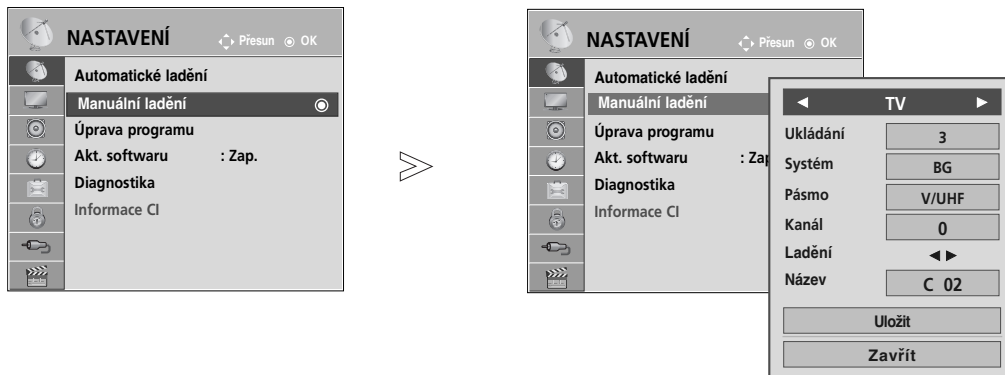 NASTAVENÍ Přesun OK
Automatické ladění
Manuální ladění
Úprava programu
Akt. softwaru : Zap.
Diagnostika
Informace CI
NASTAVENÍ Přesun OK
Automatické ladění
Manuální ladění
Úprava programu
Akt. softwaru : Zap
Diagnostika
Informace CI
TV
Ukládání 3
Systém BG
Pásmo V/UHF
Kanál 0
Ladění
Název C 02
Uložit
Zavřít